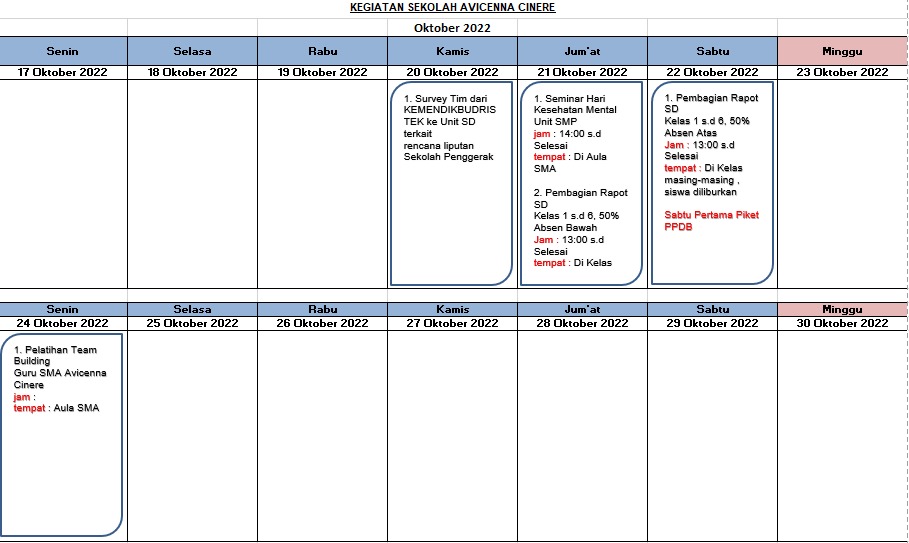 KEGIATAN SEKOLAH AVICENNA CINERE
Oktober 2022
Senin Selasa Rabu Kamis Jum'at Sabtu Minggu
17 Oktober 2022 18 Oktober 2022 19 Oktober 2022 20 Oktober 2022 21 Oktober 2022 22 Oktober 2022 23 Oktober 2022
1. Survey Tim dari
KEMENDIKBUDRIS
TEK ke Unit SD
terkait
rencana liputan
Sekolah Penggerak
1. Seminar Hari
Kesehatan Mental
Unit SMP
jam : 14:00 s.d
Selesai
tempat : Di Aula
SMA
2. Pembagian Rapot
SD
Kelas 1 s.d 6, 50%
Absen Bawah
Jam : 13:00 s.d
Selesai
tempat : Di Kelas
1. Pembagian Rapot
SD
Kelas 1 s.d 6, 50%
Absen Atas
Jam : 13:00 s.d
Selesai
tempat : Di Kelas
masing-masing ,
siswa diliburkan
Sabtu Pertama Piket
PPDB
Senin Selasa Rabu Kamis Jum'at Sabtu Minggu
24 Oktober 2022 25 Oktober 2022 26 Oktober 2022 27 Oktober 2022 28 Oktober 2022 29 Oktober 2022 30 Oktober 2022
1. Pelatihan Team
Building
Guru SMA Avicenna
Cinere
jam :
tempat : Aula SMA